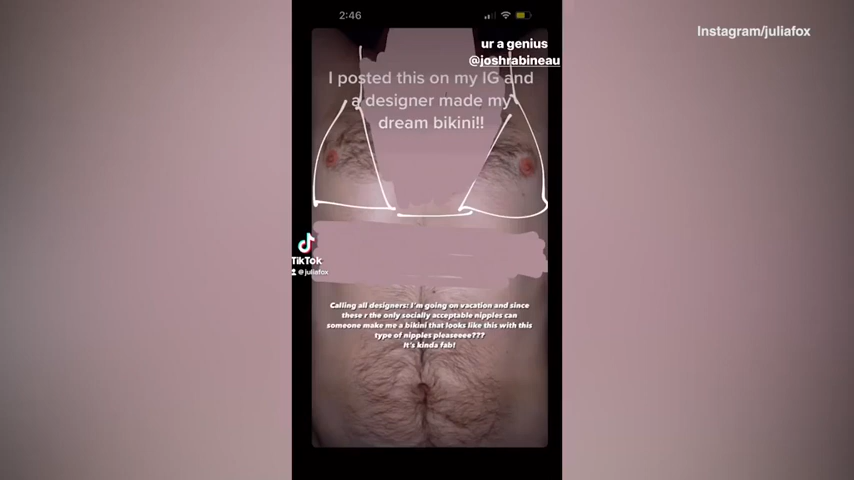 2:46
Instagram/juliafox
ur a genius
@joshrabineau
I posted this on my IG and
a designer made my
dream bikini!!
TikTok
@juliafox
Calling all designers: I'm going on vacation and since
these r the only socially acceptable nipples can
someone make me a bikini that looks like this with this
type of nipples pleaseeee???
It's kinda fab!